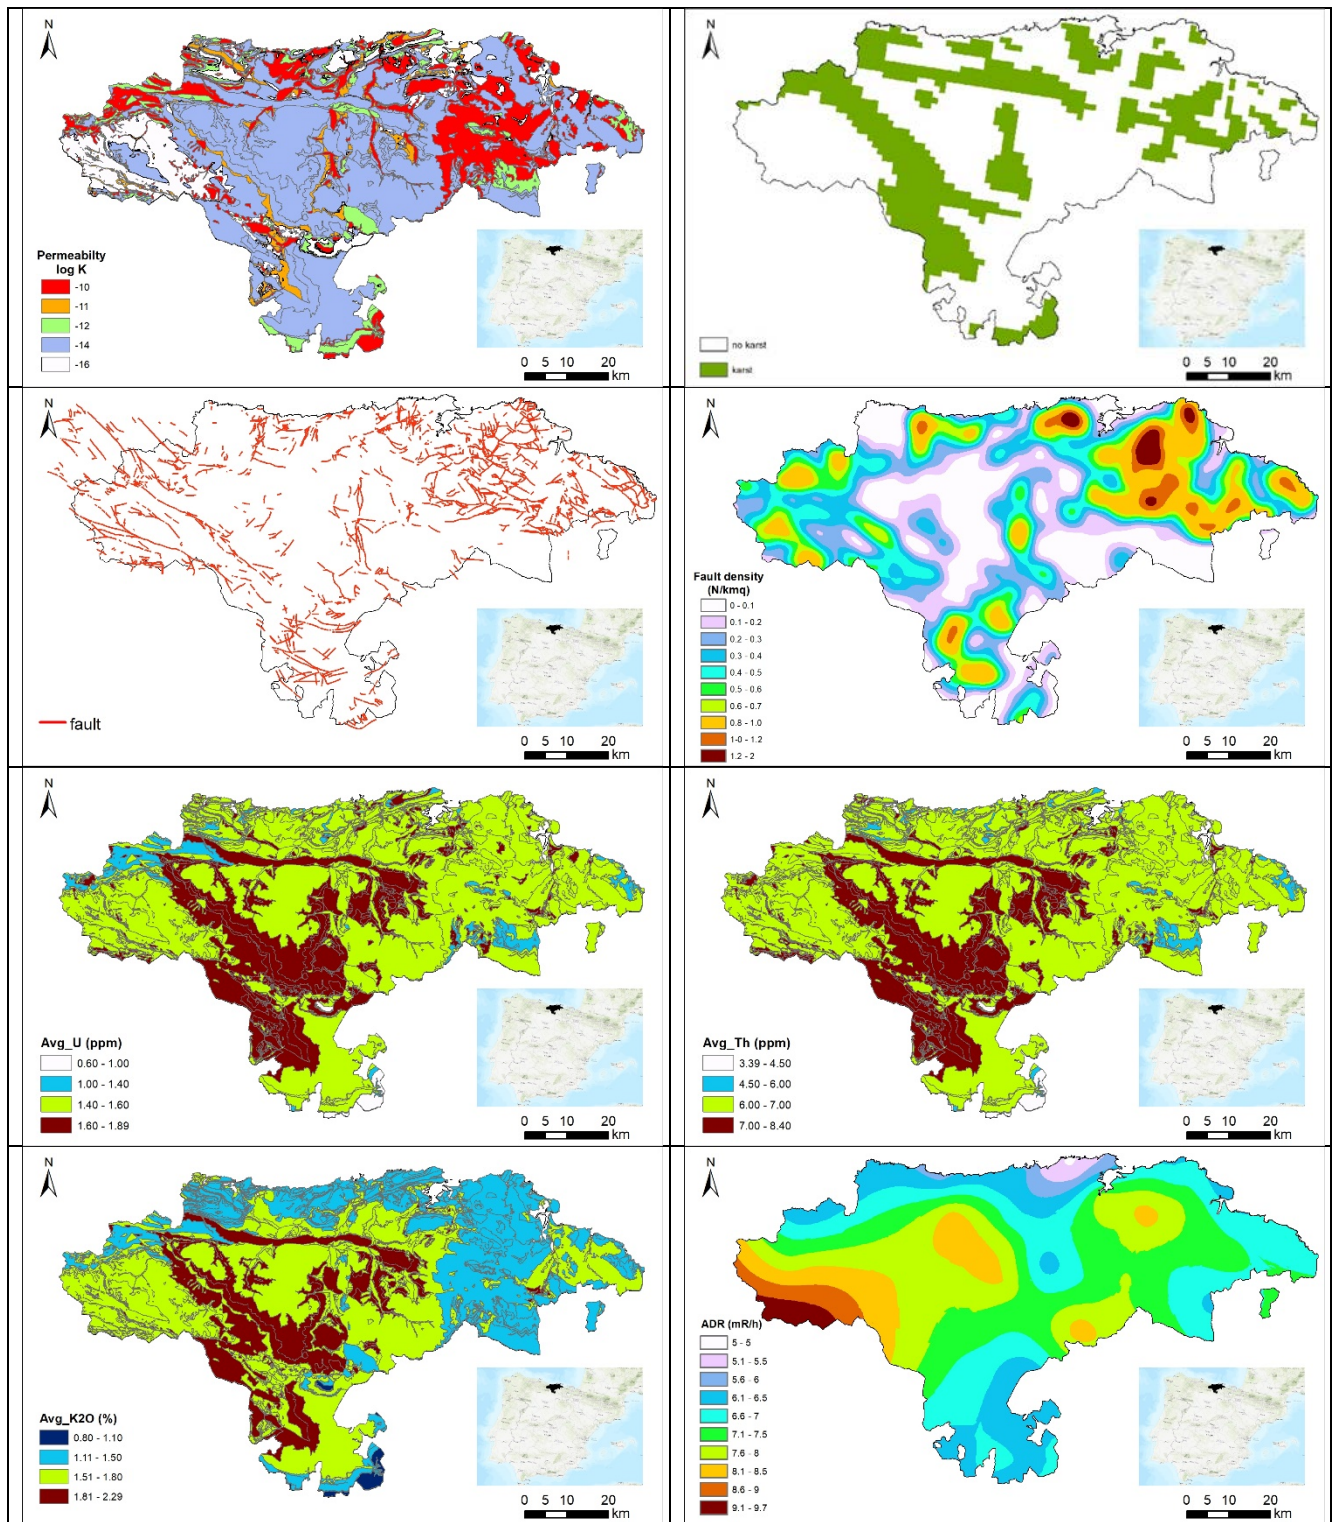 N
Permeabilty
log K
-10
-11
-12
-14
-16
0 5 10 20
km
N
no karst
karst
0 5 10 20
km
N
fault
0 5 10 20
km
N
Fault density
(N/kmq)
0 - 0.1
0.1 - 0.2
0.2 - 0.3
0.3 - 0.4
0.4 - 0.5
0.5 - 0.6
0.6 - 0.7
0.8 - 1.0
1-0 - 1.2
1.2 - 2
0 5 10 20
km
N
Avg_U (ppm)
0.60 - 1.00
1.00 - 1.40
1.40 - 1.60
1.60 - 1.89
0 5 10 20
km
N
Avg_Th (ppm)
3.39 - 4.50
4.50 - 6.00
6.00 - 7.00
7.00 - 8.40
0 5 10 20
km
N
Avg_K2O (%)
0.80 - 1.10
1.11 - 1.50
1.51 - 1.80
1.81 - 2.29
0 5 10 20
km
N
ADR (mR/h)
5 - 5
5.1 - 5.5
5.6 - 6
6.1 - 6.5
6.6 - 7
7.1 - 7.5
7.6 - 8
8.1 - 8.5
8.6 - 9
9.1 - 9.7
0 5 10 20
km